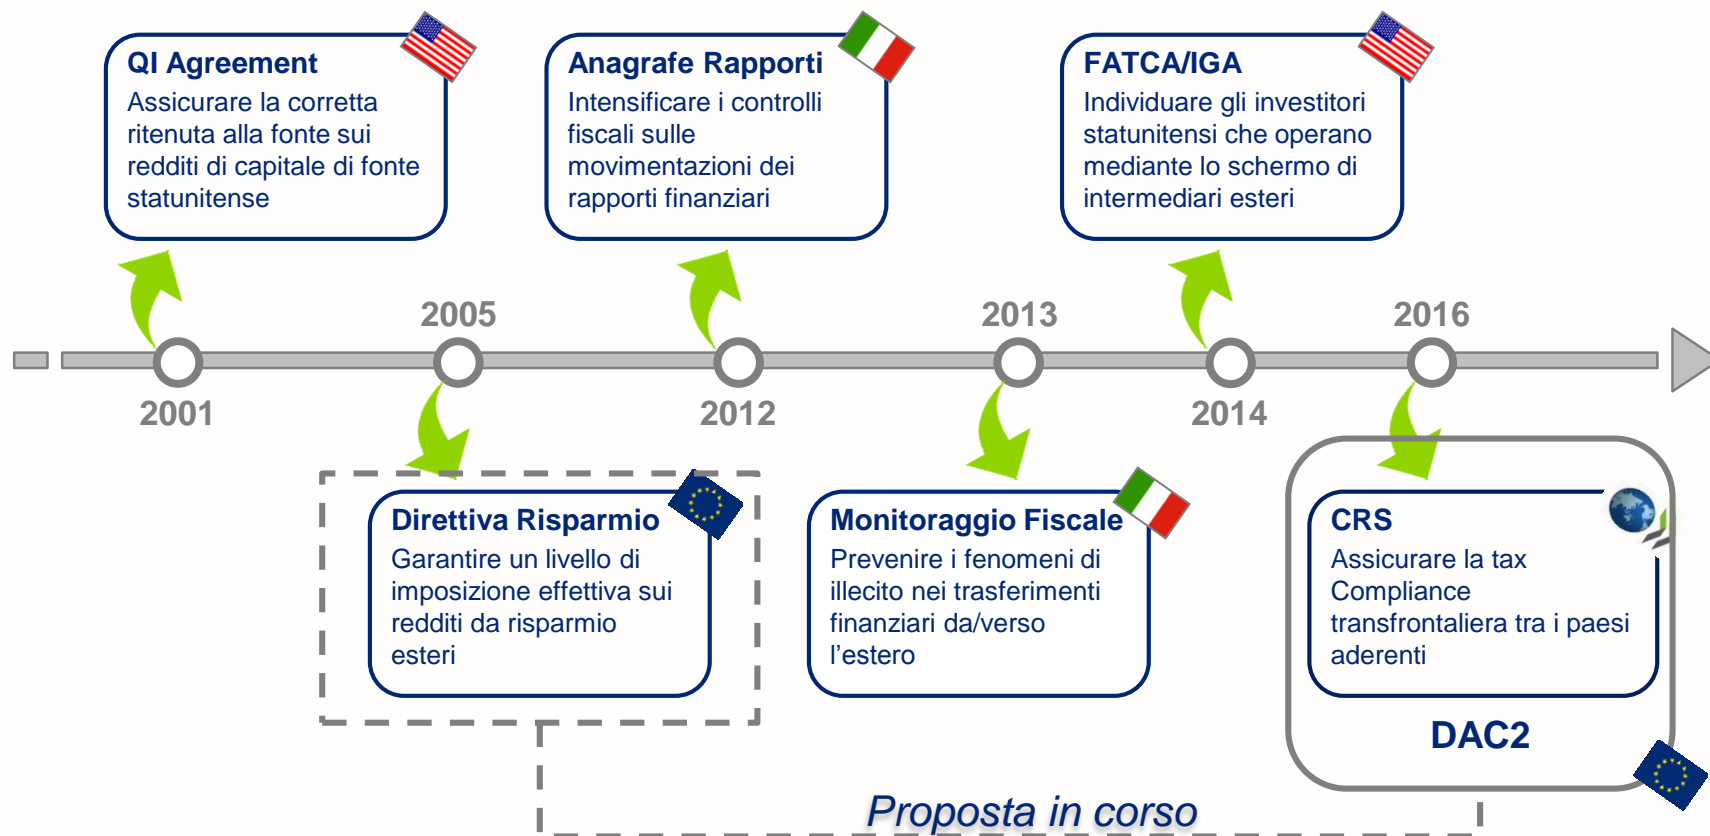 QI Agreement
Assicurare la corretta
ritenuta alla fonte sui
redditi di capitale di fonte
statunitense
Anagrafe Rapporti
Intensificare i controlli
fiscali sulle
movimentazioni dei
rapporti finanziari
FATCA/IGA
Individuare gli investitori
statunitensi che operano
mediante lo schermo di
intermediari esteri
2005
2013
2016
2001
2012
2014
Direttiva Risparmio
Garantire un livello di
imposizione effettiva sui
redditi da risparmio
esteri
Monitoraggio Fiscale
Prevenire i fenomeni di
illecito nei trasferimenti
finanziari da/verso
l'estero
CRS
Assicurare la tax
Compliance
transfrontaliera tra i paesi
aderenti
DAC2
Proposta in corso